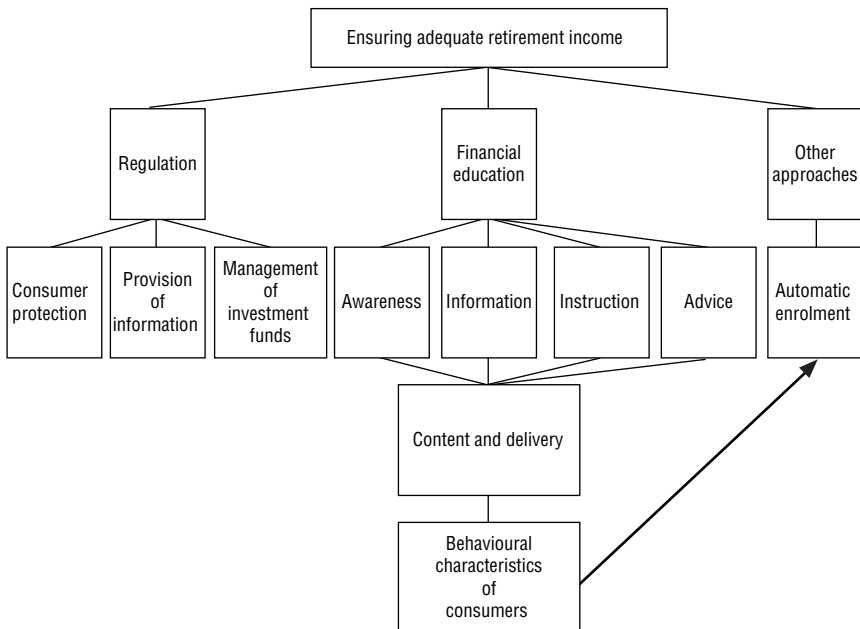 Ensuring adequate retirement income
Regulation
Financial
education
Other
approaches
Consumer
protection
Provision
of
information
Management
of
investment
funds
Awareness
Information
Instruction
Advice
Automatic
enrolment
Content and delivery
Behavioural
characteristics
of
consumers